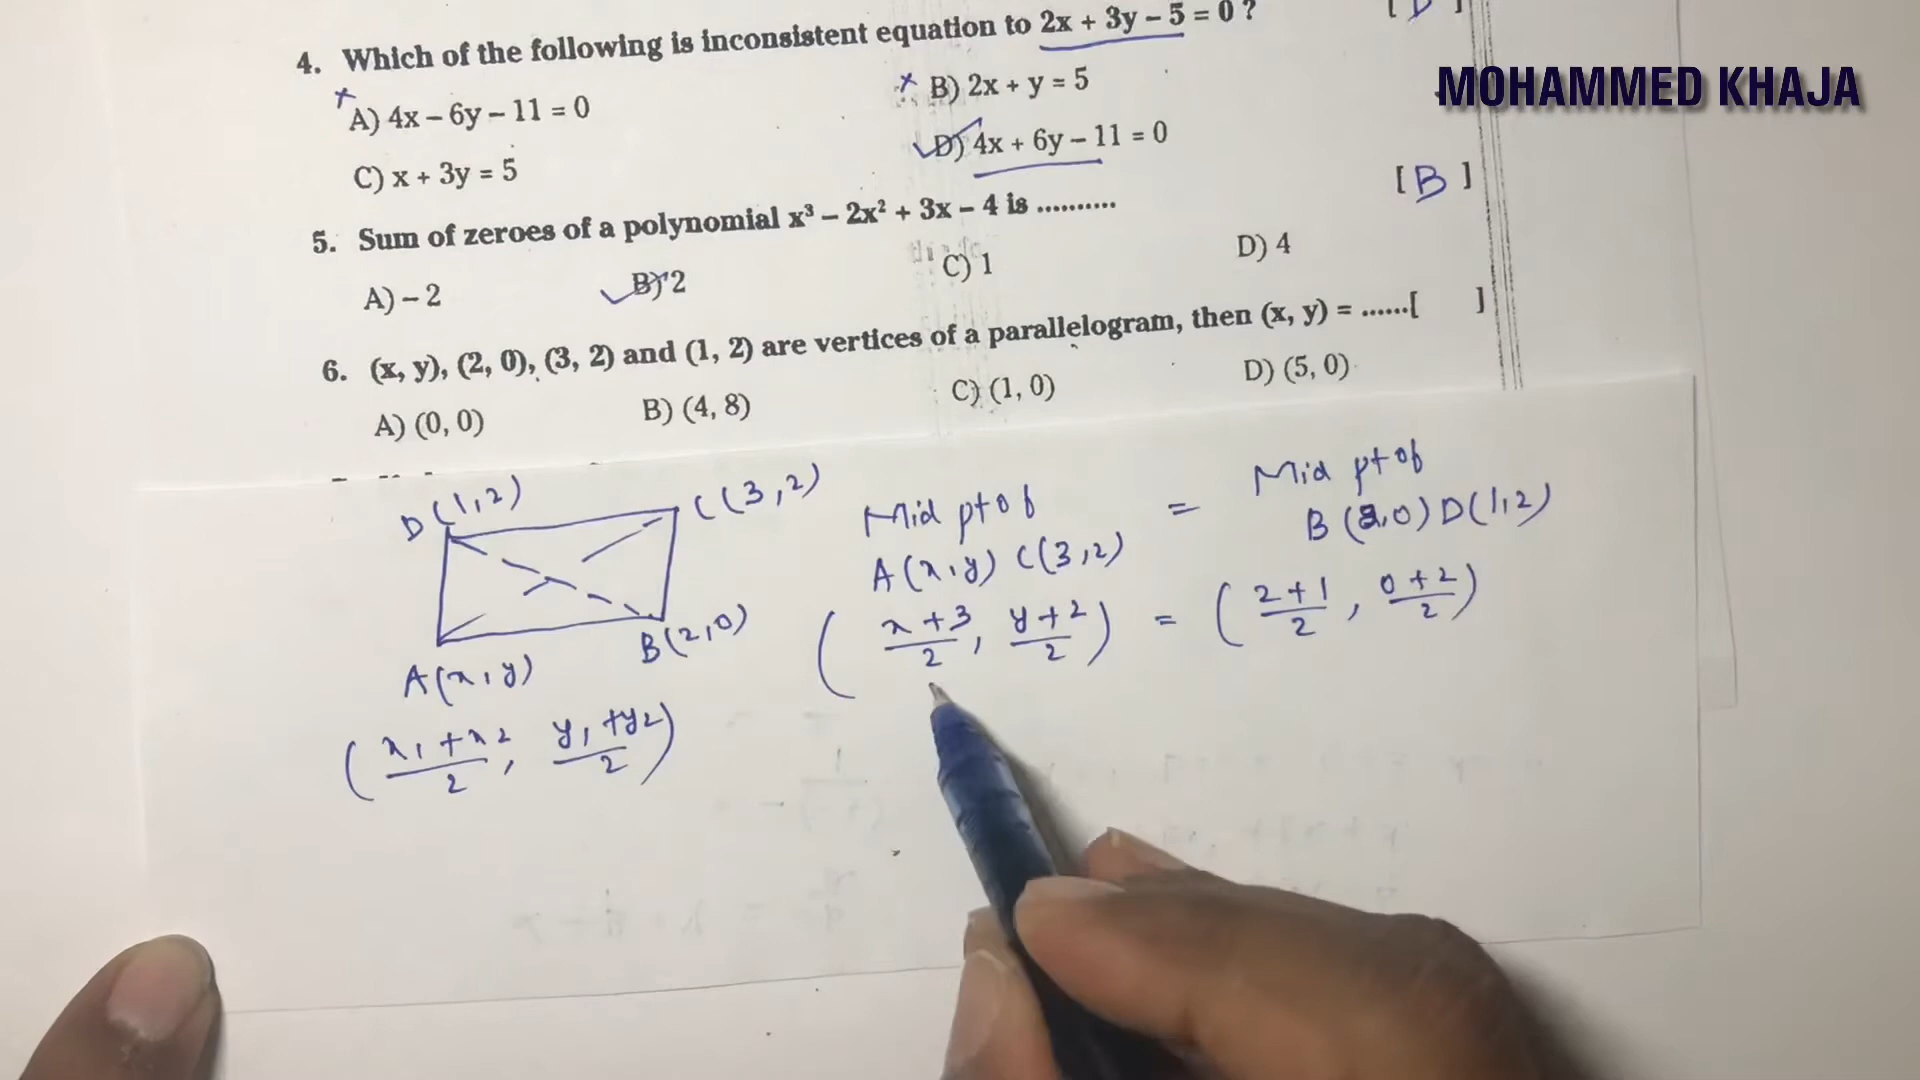 4. Which of the following is inconsistent equation to 2x + 3y – 5 = 0 ? [ D ]
MOHAMMED KHAJA
A) 4x – 6y – 11 = 0 B) 2x + y = 5
C) x + 3y = 5 D) 4x + 6y – 11 = 0
5. Sum of zeroes of a polynomial x³ – 2x² + 3x – 4 is .......... [ B ]
A) – 2 B) 2 C) 1 D) 4
6. (x, y), (2, 0), (3, 2) and (1, 2) are vertices of a parallelogram, then (x, y) = ......[ ]
A) (0, 0) B) (4, 8) C) (1, 0) D) (5, 0)
D(1,2) C(3,2)
A(x,y) B(2,0)
(x₁+x₂/2, y₁+y₂/2)
Mid pt of = Mid pt of
A(x,y) C(3,2) B(2,0) D(1,2)
(x+3/2, y+2/2) = (2+1/2, 0+2/2)